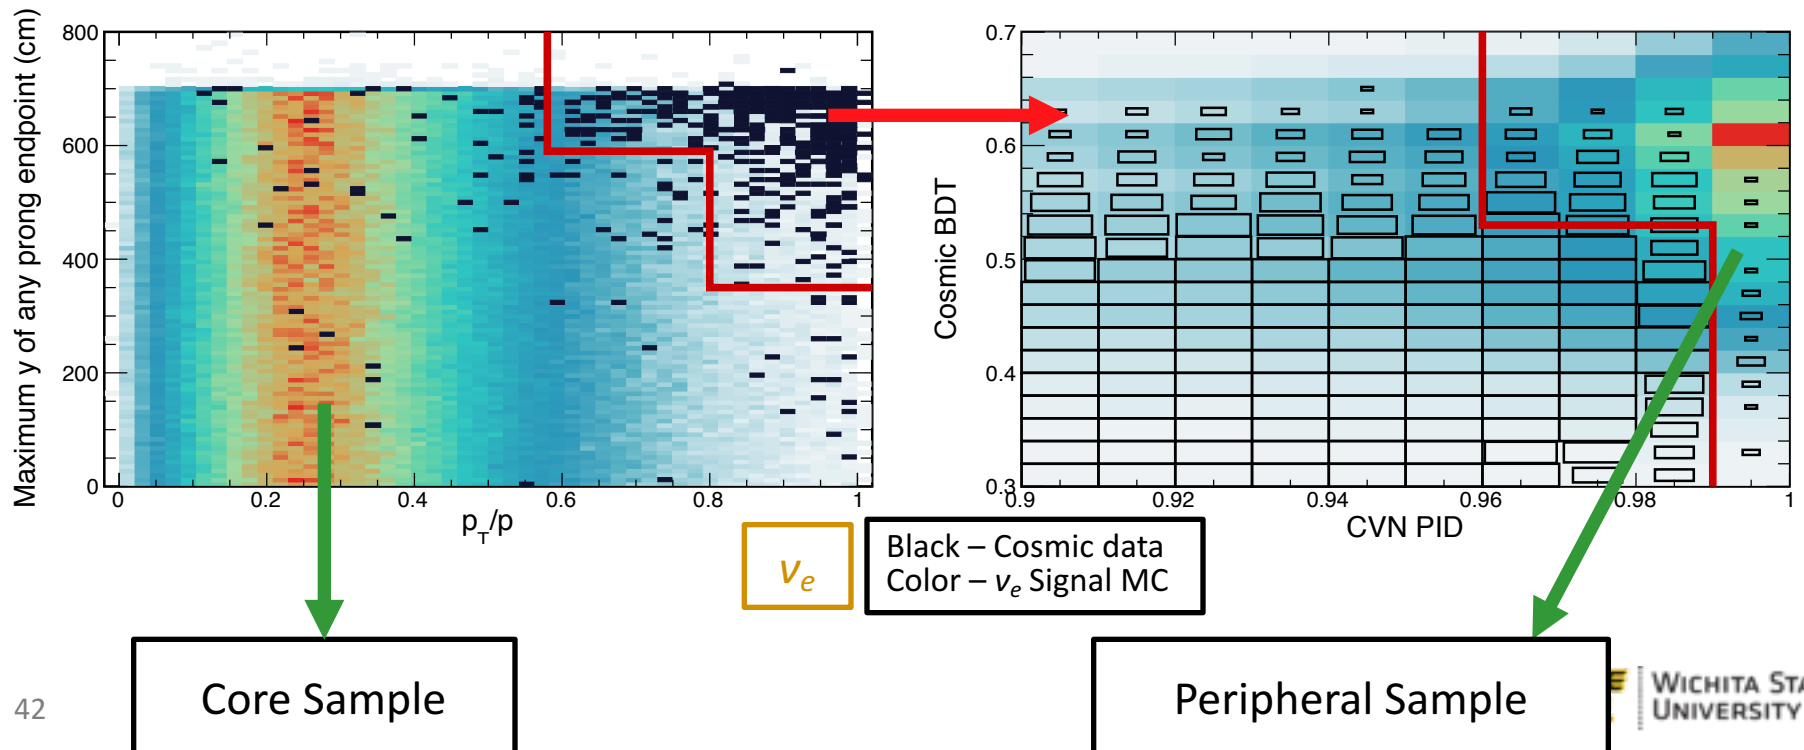 Maximum y of any prong endpoint (cm)
800
600
400
200
0
0 0.2 0.4 0.6 0.8 1
p_T/p
Cosmic BDT
0.7
0.6
0.5
0.4
0.3
0.9 0.92 0.94 0.96 0.98 1
CVN PID
ν_e
Black – Cosmic data
Color – ν_e Signal MC
Core Sample
Peripheral Sample
42
WICHITA STA
UNIVERSITY